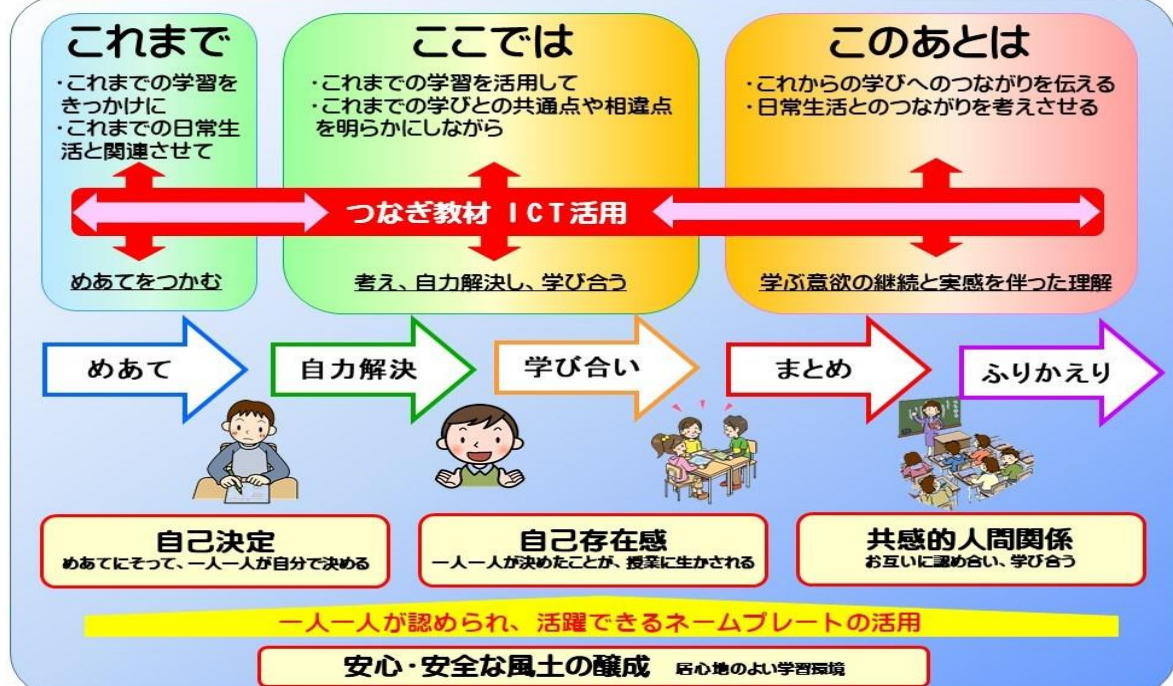 これまで
・これまでの学習を
きっかけに
・これまでの日常生
活と関連させて
ここでは
・これまでの学習を活用して
・これまでの学びとの共通点や相違点
を明らかにしながら
このあとは
・これからの学びへのつながりを伝える
・日常生活とのつながりを考えさせる
つなぎ教材 ICT活用
めあてをつかむ
考え、自力解決し、学び合う
学ぶ意欲の継続と実感を伴った理解
めあて
自力解決
学び合い
まとめ
ふりかえり
自己決定
めあてにそって、一人一人が自分で決める
自己存在感
一人一人が決めたことが、授業に生かされる
共感的人間関係
お互いに認め合い、学び合う
一人一人が認められ、活躍できるネームプレートの活用
安心・安全な風土の醸成 居心地のよい学習環境